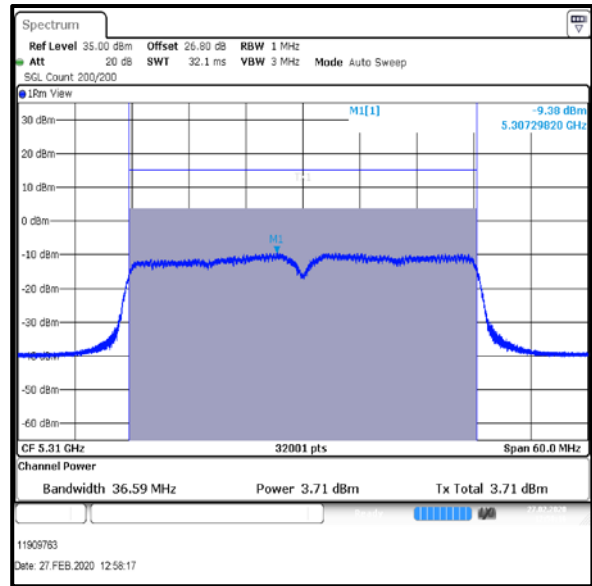 Spectrum
Ref Level 35.00 dBm Offset 26.80 dB RBW 1 MHz
Att 20 dB SWT 32.1 ms VBW 3 MHz Mode Auto Sweep
SGL Count 200/200
1Rm View
M1[1] -9.38 dBm
5.30729820 GHz
30 dBm
20 dBm
10 dBm
0 dBm
M1
-10 dBm
-20 dBm
-30 dBm
-50 dBm
-60 dBm
CF 5.31 GHz 32001 pts Span 60.0 MHz
Channel Power
Bandwidth 36.59 MHz Power 3.71 dBm Tx Total 3.71 dBm
11909763
Date: 27.FEB.2020 12:58:17